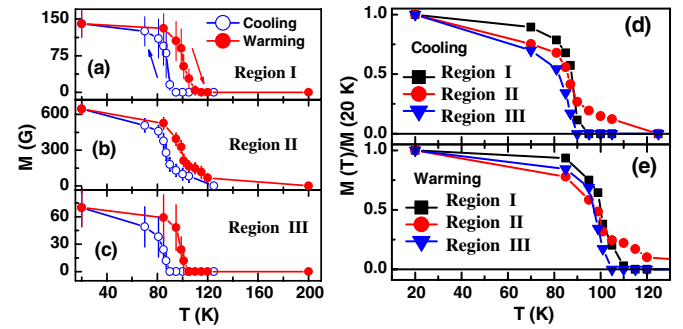 Cooling
Warming
150
75
0
(a)
Region I
M (G)
600
300
0
(b)
Region II
60
30
0
(c)
Region III
40 80 120 160 200
T (K)
M (T)/M (20 K)
1.0
0.5
0.0
(d)
Cooling
Region I
Region II
Region III
1.0
0.5
0.0
(e)
Warming
Region I
Region II
Region III
20 40 60 80 100 120
T (K)